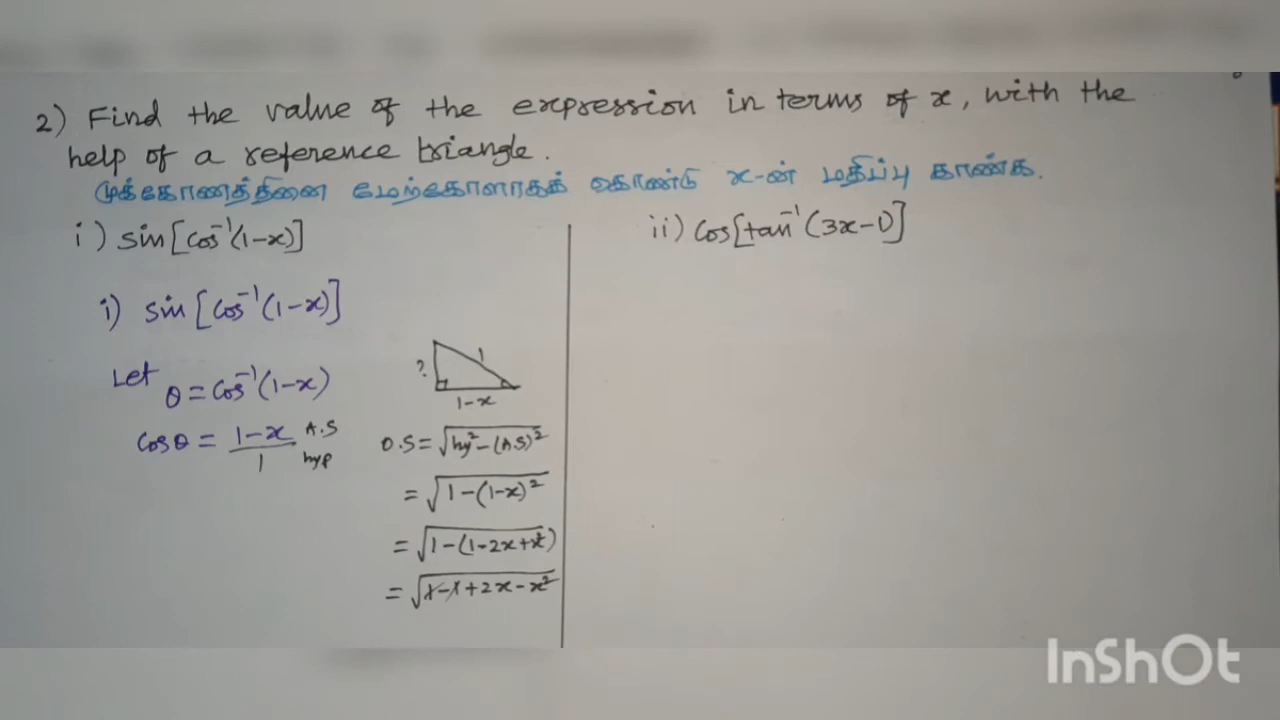 2) Find the value of the expression in terms of x, with the
help of a reference triangle.
முக்கோணத்தினை மேற்கோளாகக் கொண்டு x-ன் மதிப்பு காண்க.
i) sin[cos⁻¹(1-x)]
i) sin[cos⁻¹(1-x)]
Let θ = cos⁻¹(1-x)
cosθ = (1-x)/1 A.S hyp
? 1
1-x
O.S = √(hy² - (A.S)²)
= √(1-(1-x)²)
= √(1-(1-2x+x²))
= √(1-1+2x-x²)
ii) cos[tan⁻¹(3x-1)]
InShOt